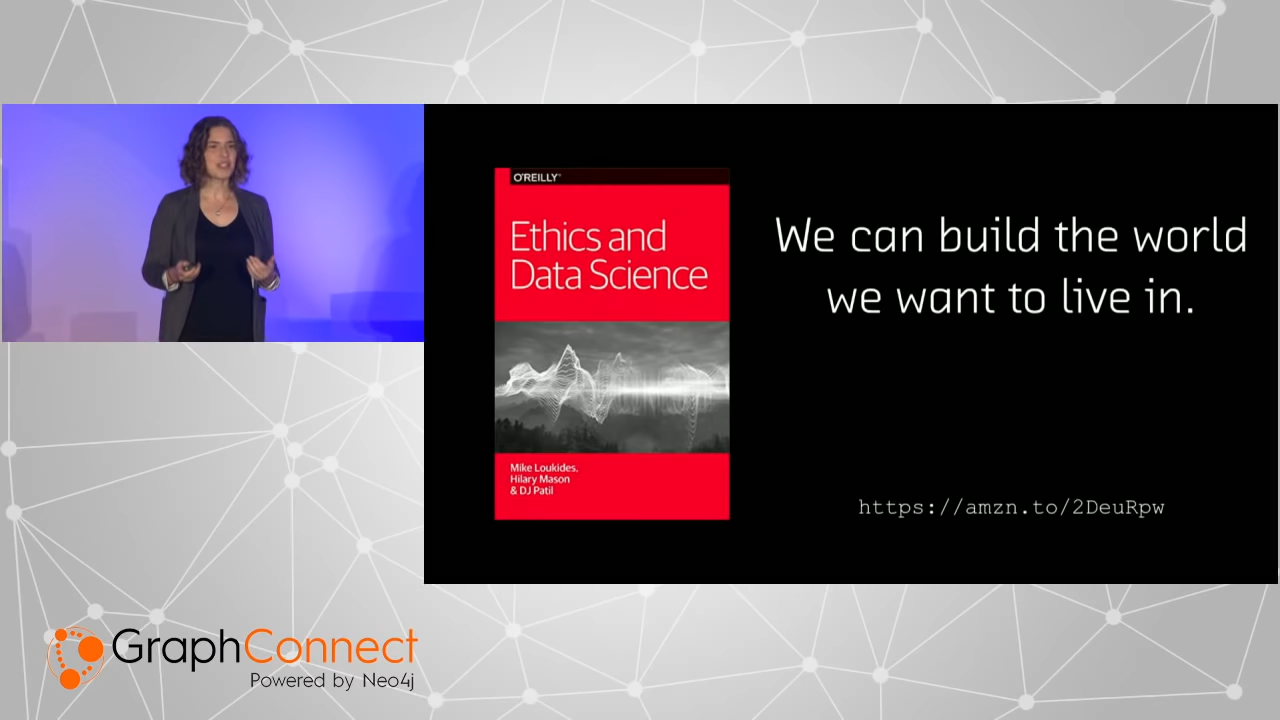 O'REILLY®
Ethics and
Data Science
Mike Loukides,
Hilary Mason
& DJ Patil
We can build the world
we want to live in.
https://amzn.to/2DeuRpw
GraphConnect
Powered by Neo4j